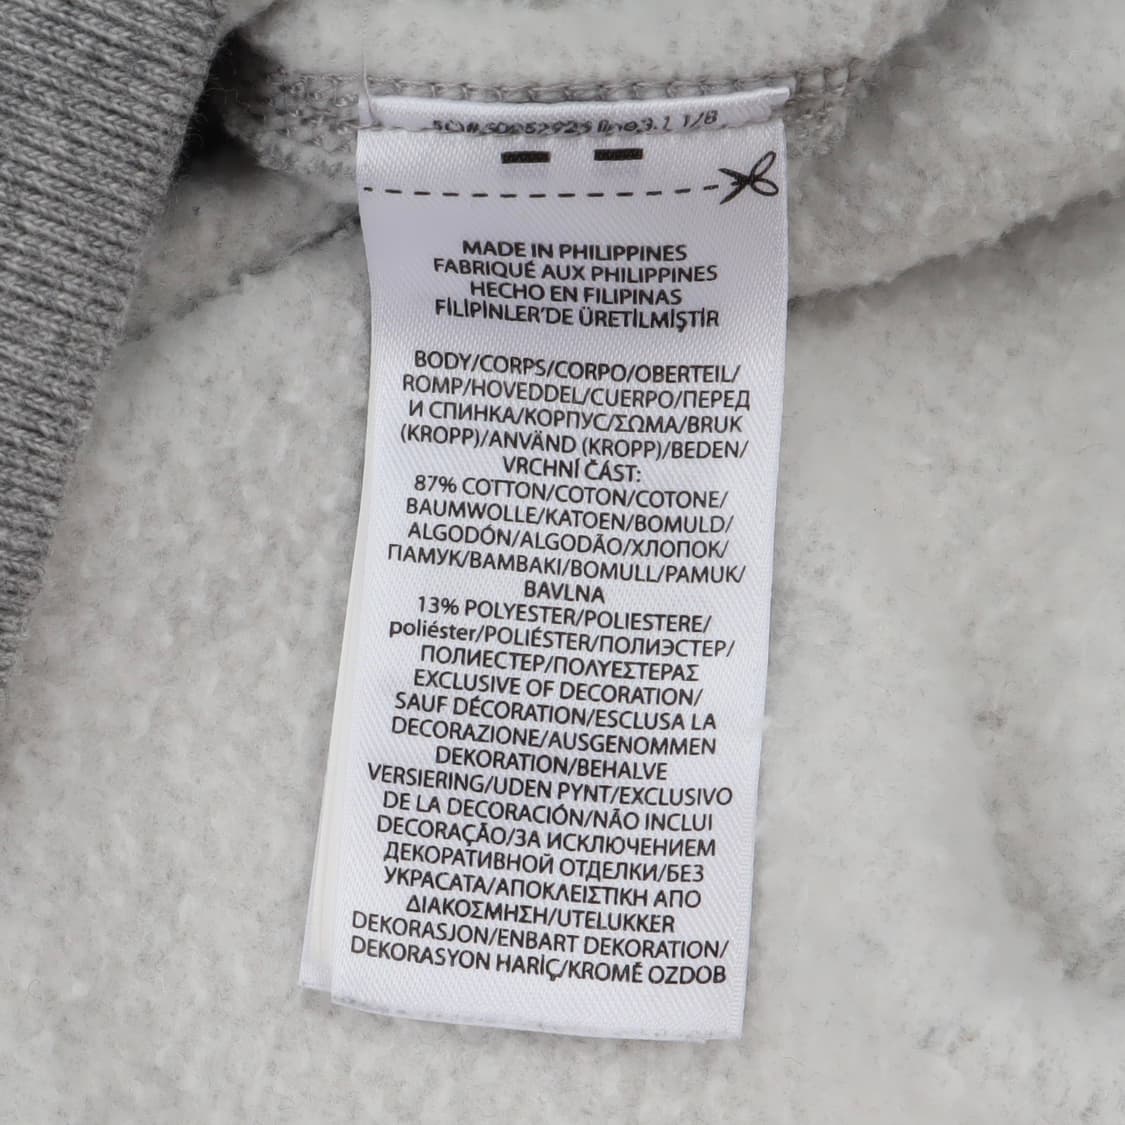 MADE IN PHILIPPINES
FABRIQUÉ AUX PHILIPPINES
HECHO EN FILIPINAS
FİLİPİNLER'DE ÜRETİLMİŞTİR
BODY/CORPS/CORPO/OBERTEIL/
ROMP/HOVEDDEL/CUERPO/ПЕРЕД
И СПИНКА/КОРПУС/ΣΩΜΑ/BRUK
(KROPP)/ANVÄND (KROPP)/BEDEN/
VRCHNÍ ČÁST:
87% COTTON/COTON/COTONE/
BAUMWOLLE/KATOEN/BOMULD/
ALGODÓN/ALGODÃO/ХЛОПОК/
ПАМУК/ΒΑΜΒΑΚΙ/BOMULL/PAMUK/
BAVLNA
13% POLYESTER/POLIESTERE/
poliéster/POLIÉSTER/ПОЛИЭСТЕР/
ПОЛИЕСТЕР/ΠΟΛΥΕΣΤΕΡΑΣ
EXCLUSIVE OF DECORATION/
SAUF DÉCORATION/ESCLUSA LA
DECORAZIONE/AUSGENOMMEN
DEKORATION/BEHALVE
VERSIERING/UDEN PYNT/EXCLUSIVO
DE LA DECORACIÓN/NÃO INCLUI
DECORAÇÃO/ЗА ИСКЛЮЧЕНИЕМ
ДЕКОРАТИВНОЙ ОТДЕЛКИ/БЕЗ
УКРАСАТА/ΑΠΟΚΛΕΙΣΤΙΚΗ ΑΠΟ
ΔΙΑΚΟΣΜΗΣΗ/UTELUKKER
DEKORASJON/ENBART DEKORATION/
DEKORASYON HARİÇ/KROMĚ OZDOB